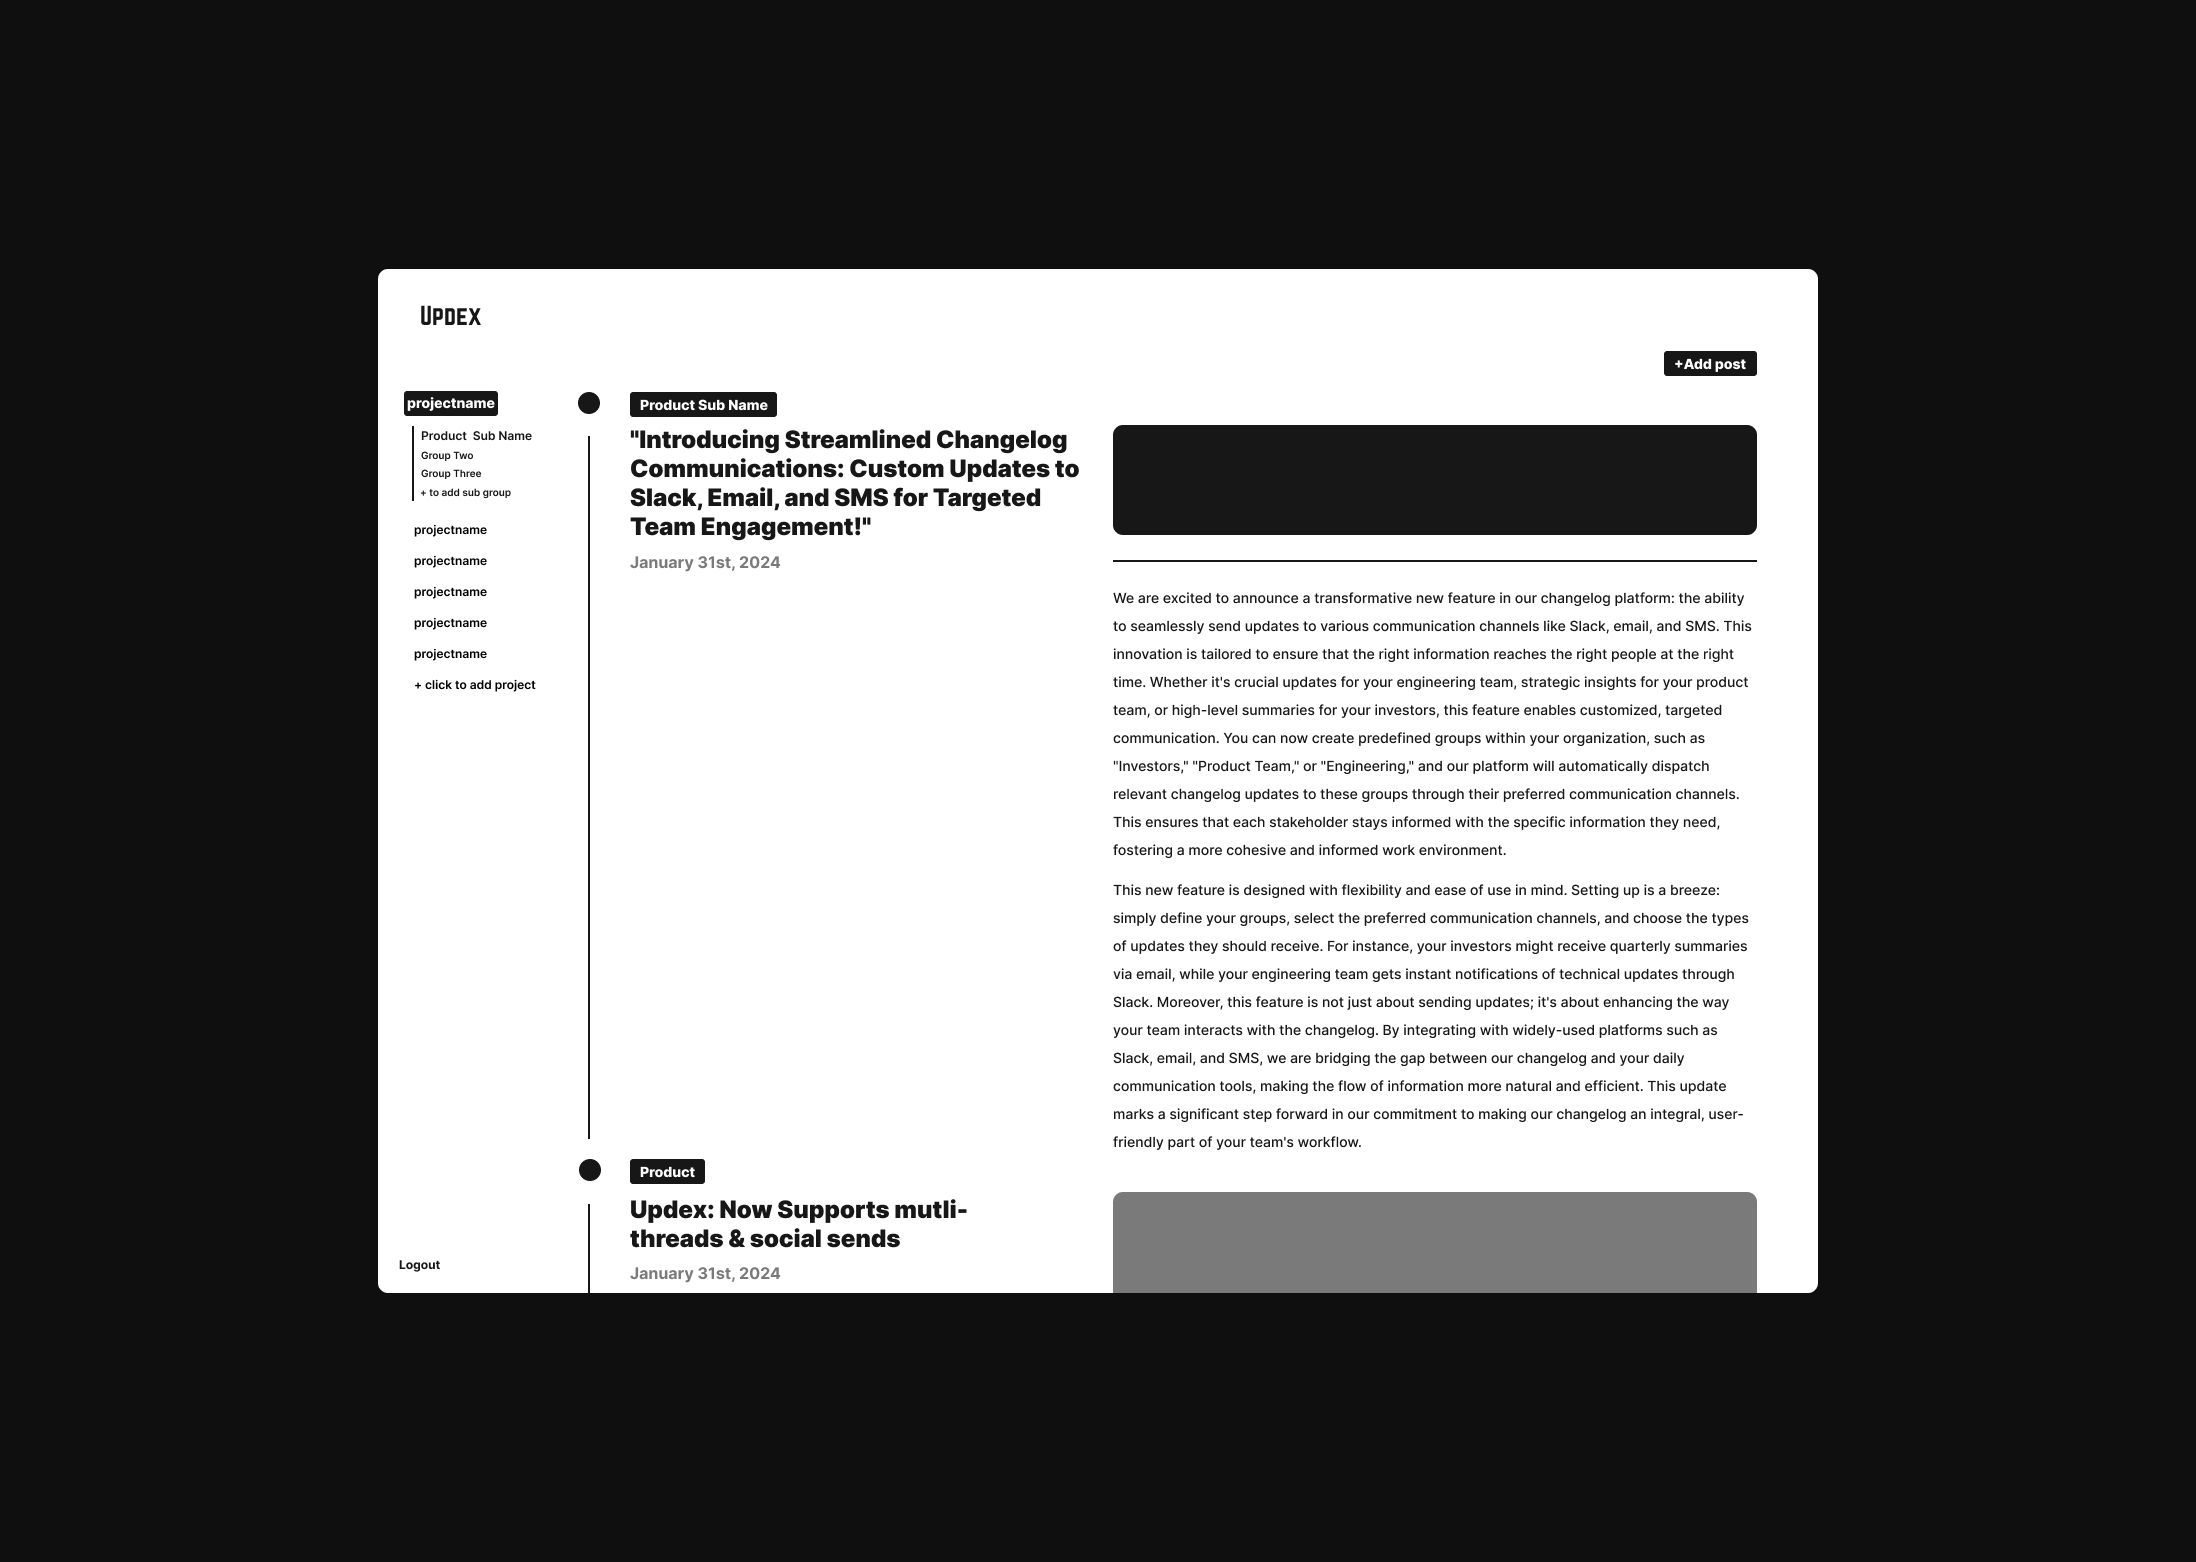 UPDEX
+Add post
projectname
Product  Sub Name
Group Two
Group Three
+ to add sub group
projectname
projectname
projectname
projectname
projectname
+ click to add project
Logout
Product Sub Name
"Introducing Streamlined Changelog
Communications: Custom Updates to
Slack, Email, and SMS for Targeted
Team Engagement!"
January 31st, 2024
We are excited to announce a transformative new feature in our changelog platform: the ability
to seamlessly send updates to various communication channels like Slack, email, and SMS. This
innovation is tailored to ensure that the right information reaches the right people at the right
time. Whether it's crucial updates for your engineering team, strategic insights for your product
team, or high-level summaries for your investors, this feature enables customized, targeted
communication. You can now create predefined groups within your organization, such as
"Investors," "Product Team," or "Engineering," and our platform will automatically dispatch
relevant changelog updates to these groups through their preferred communication channels.
This ensures that each stakeholder stays informed with the specific information they need,
fostering a more cohesive and informed work environment.
This new feature is designed with flexibility and ease of use in mind. Setting up is a breeze:
simply define your groups, select the preferred communication channels, and choose the types
of updates they should receive. For instance, your investors might receive quarterly summaries
via email, while your engineering team gets instant notifications of technical updates through
Slack. Moreover, this feature is not just about sending updates; it's about enhancing the way
your team interacts with the changelog. By integrating with widely-used platforms such as
Slack, email, and SMS, we are bridging the gap between our changelog and your daily
communication tools, making the flow of information more natural and efficient. This update
marks a significant step forward in our commitment to making our changelog an integral, user-
friendly part of your team's workflow.
Product
Updex: Now Supports mutli-
threads & social sends
January 31st, 2024